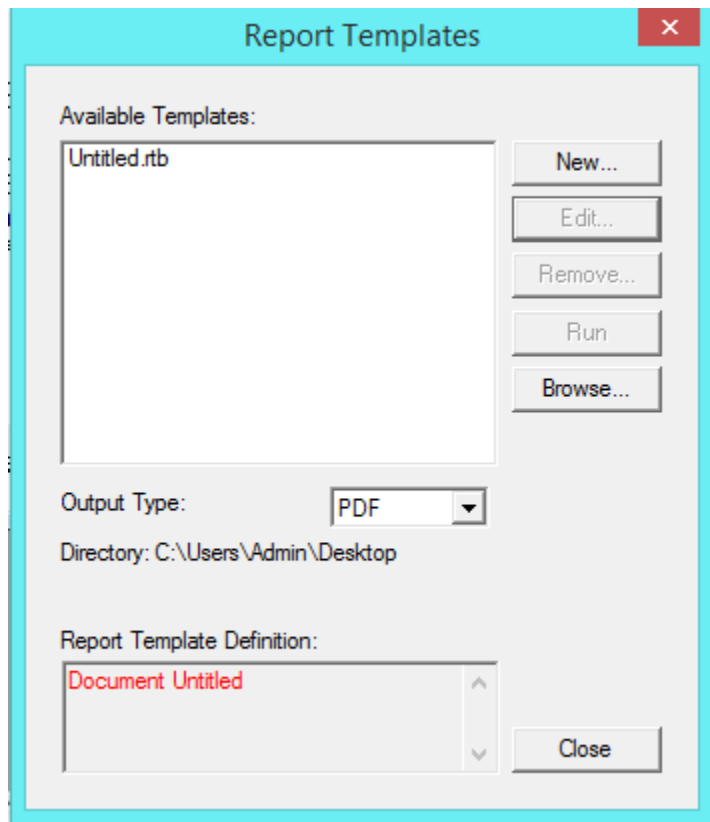 Report Templates
Available Templates:
Untitled.rtb
New...
Edit...
Remove...
Run
Browse...
Output Type:
PDF
Directory: C:\Users\Admin\Desktop
Report Template Definition:
Document Untitled
Close